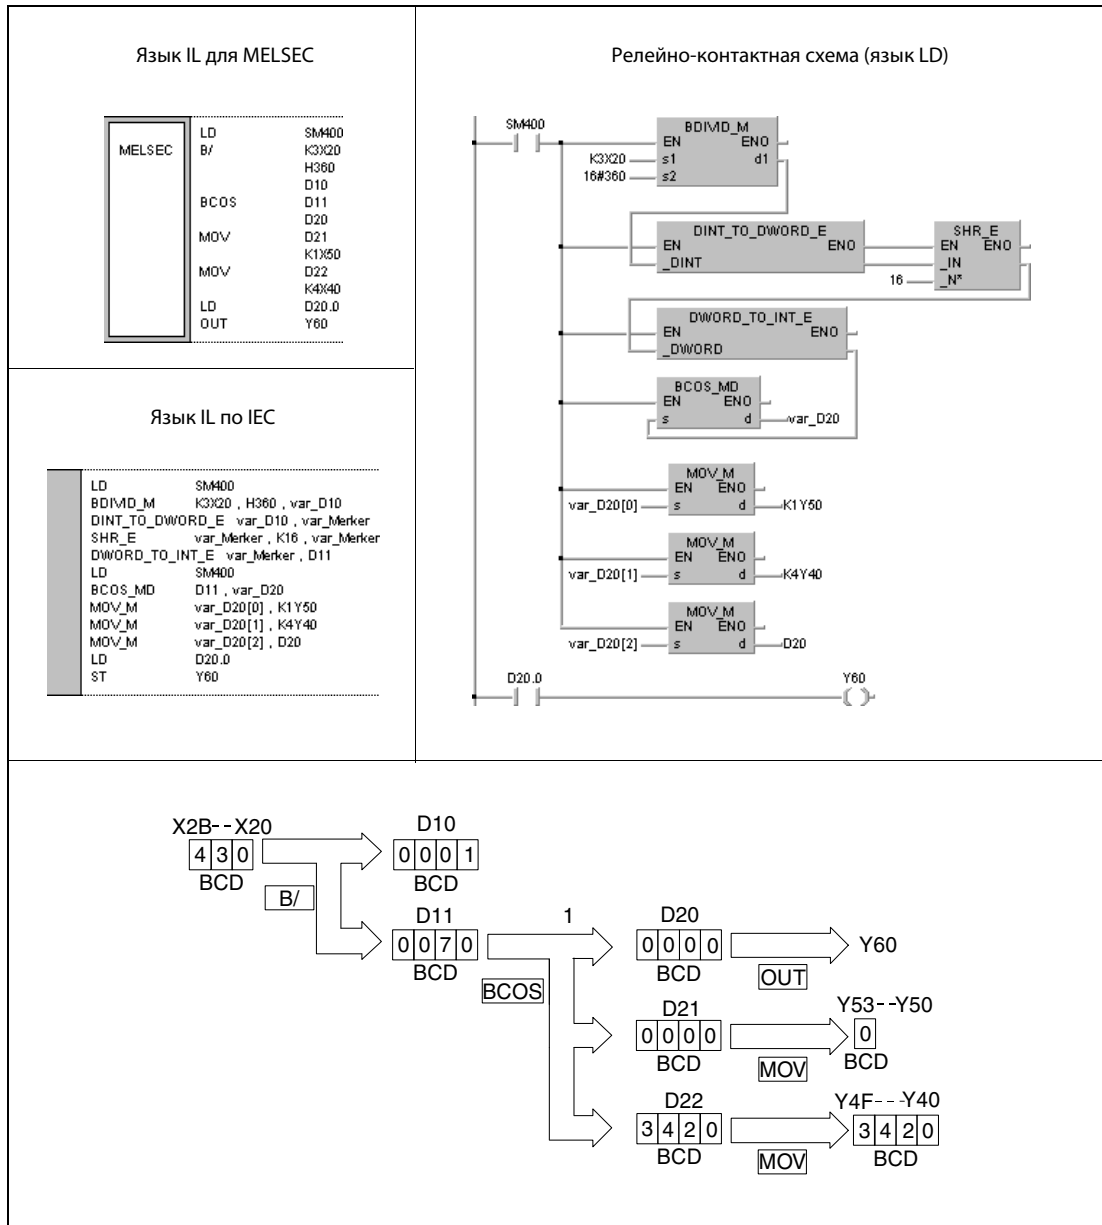 Язык IL для MELSEC
MELSEC
LD SM400
B/ K3X20
H360
D10
BCOS D11
D20
MOV D21
K1X50
MOV D22
K4X40
LD D20.0
OUT Y60
Язык IL по IEC
LD SM400
BDIVID_M K3X20 , H360 , var_D10
DINT_TO_DWORD_E var_D10 , var_Merker
SHR_E var_Merker , K16 , var_Merker
DWORD_TO_INT_E var_Merker , D11
LD SM400
BCOS_MD D11 , var_D20
MOV_M var_D20[0] , K1Y50
MOV_M var_D20[1] , K4Y40
MOV_M var_D20[2] , D20
LD D20.0
ST Y60
Релейно-контактная схема (язык LD)
SM400
BDIVID_M
EN ENO
K3X20 s1 d1
16#360 s2
DINT_TO_DWORD_E
EN ENO
_DINT
SHR_E
EN ENO
_IN
16 _N*
DWORD_TO_INT_E
EN ENO
_DWORD
BCOS_MD
EN ENO
s d var_D20
MOV_M
EN ENO
var_D20[0] s d K1Y50
MOV_M
EN ENO
var_D20[1] s d K4Y40
MOV_M
EN ENO
var_D20[2] s d D20
D20.0 Y60
X2B--X20 D10
4 3 0 0 0 0 1
BCD BCD
B/
D11 1 D20
0 0 7 0 0 0 0 0 Y60
BCD BCD
BCOS OUT
D21 Y53--Y50
0 0 0 0 0
BCD BCD
MOV
D22 Y4F---Y40
3 4 2 0 3 4 2 0
BCD BCD
MOV